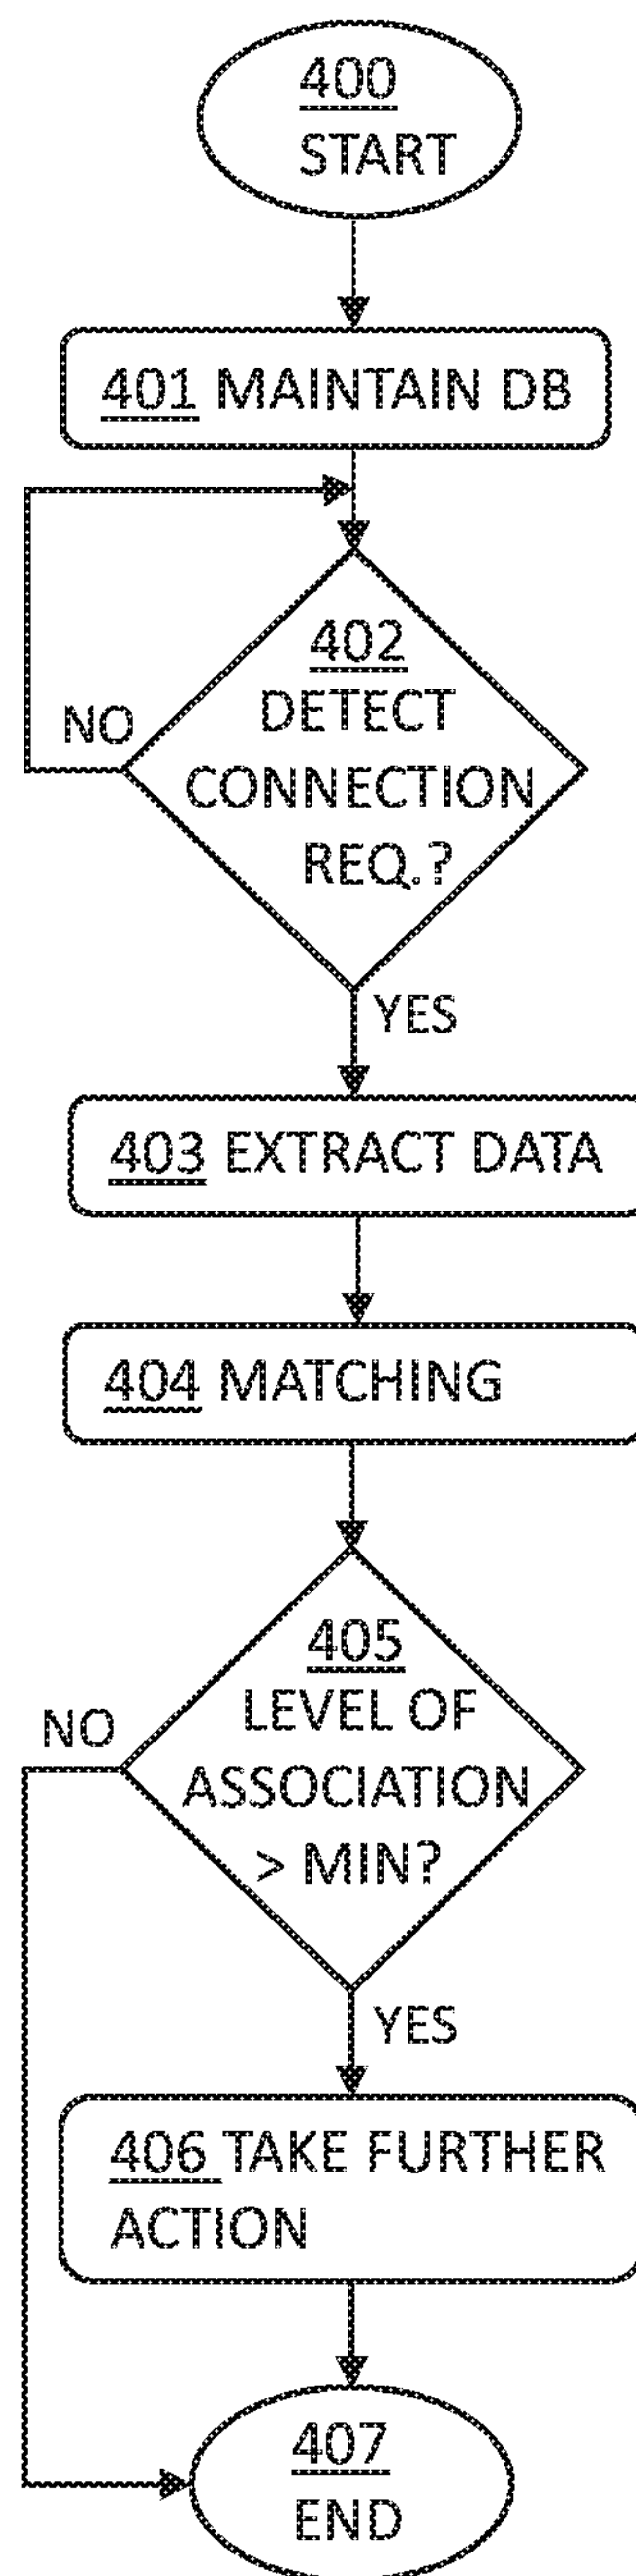 400
START
401 MAINTAIN DB
402
DETECT
CONNECTION
REQ.?
NO
YES
403 EXTRACT DATA
404 MATCHING
405
LEVEL OF
ASSOCIATION
> MIN?
NO
YES
406 TAKE FURTHER
ACTION
407
END